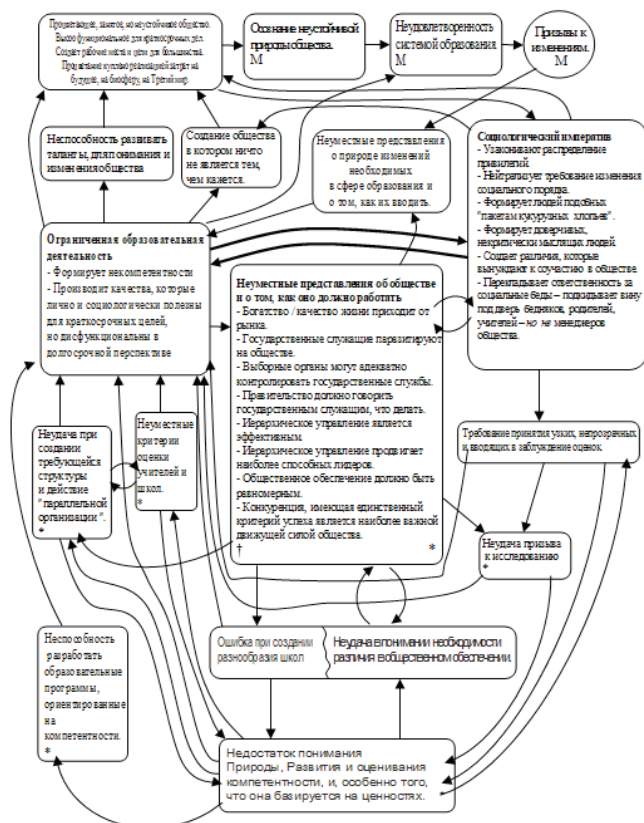 Процветающее, занятое, но неустойчивое общество.
Высоко функциональное для краткосрочных дел.
Создает рабочие места и цели для большинства.
Процветание куплено реализацией затрат на
будущее, на биосферу, на Третий мир.
Осознание неустойчивой
природы общества.
М
Неудовлетворенность
системой образования.
М
Призывы к
изменениям.
М
Неспособность развивать
таланты, для понимания и
изменения общества
Создание общества
в котором ничто
не является тем,
чем кажется.
Неуместные представления
о природе изменений
необходимых
в сфере образования и
о том, как их вводить.
Социологический императив
- Узаконивают распределение
привилегий.
- Нейтрализует требование изменения
социального порядка.
- Формирует людей подобных
"пакетам кукурузных хлопьев".
- Формирует доверчивых,
некритически мыслящих людей.
- Создает различия, которые
вынуждают к соучастию в обществе.
- Перекладывает ответственность за
социальные беды – подкидывает вину
под дверь бедняков, родителей,
учителей – но не менеджеров
общества.
Ограниченная образовательная
деятельность
- Формирует некомпетентности
- Производит качества, которые
лично и социологически полезны
для краткосрочных целей,
но дисфункциональны в
долгосрочной перспективе
Неуместные представления об обществе
и о том, как оно должно работать
- Богатство / качество жизни приходит от
рынка.
- Государственные служащие паразитируют
на обществе.
- Выборные органы могут адекватно
контролировать государственные службы.
- Правительство должно говорить
государственным служащим, что делать.
- Иерархическое управление является
эффективным.
- Иерархическое управление продвигает
наиболее способных лидеров.
- Общественное обеспечение должно быть
равномерным.
- Конкуренция, имеющая единственный
критерий успеха является наиболее важной
движущей силой общества.
† *
Неудача при
создании
требующейся
структуры
и действие
"параллельной
организации ".
*
Неуместные
критерии
оценки
учителей и
школ.
*
Требование принятия узких, непрозрачных
и вводящих в заблуждение оценок.
Неудача призыва
к исследованию
*
Неспособность
разработать
образовательные
программы,
ориентированные
на
компетентности.
*
Ошибка при создании
разнообразия школ
Неудача в понимании необходимости
различия в общественном обеспечении.
Недостаток понимания
Природы, Развития и оценивания
компетентности, и, особенно того,
что она базируется на ценностях.